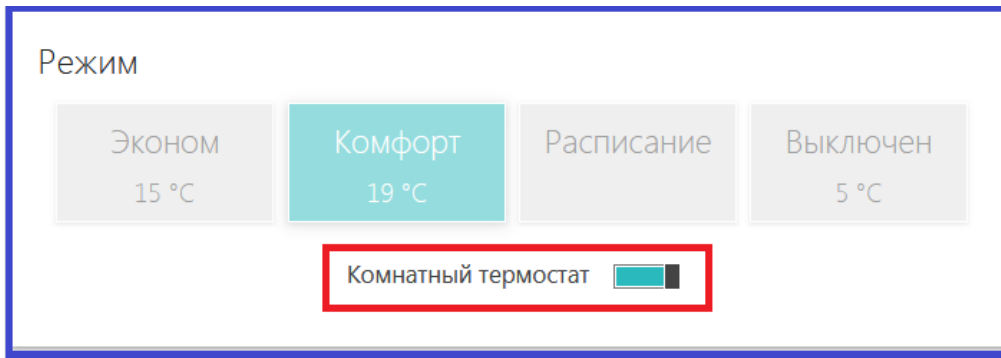 Режим
Эконом
15 °C
Комфорт
19 °C
Расписание
Выключен
5 °C
Комнатный термостат